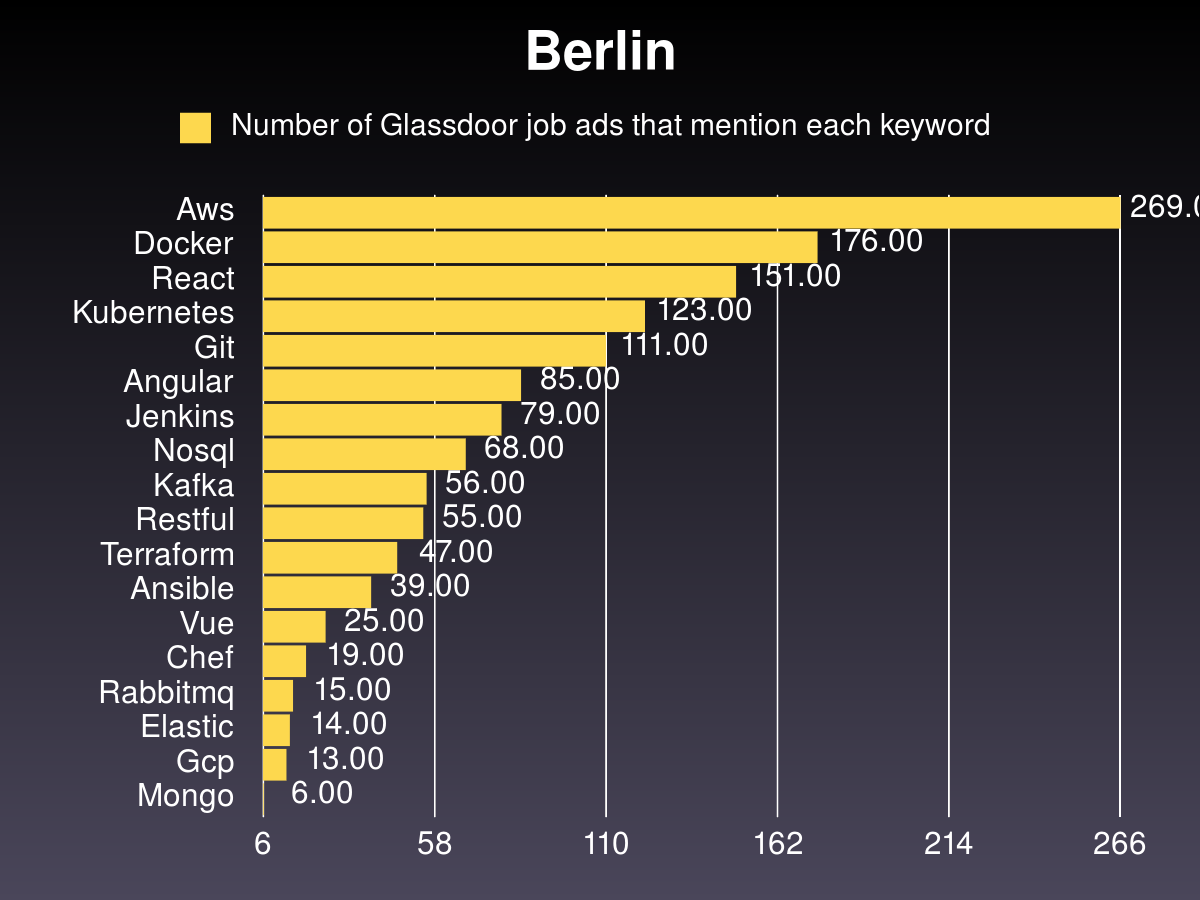 Berlin
Number of Glassdoor job ads that mention each keyword
Aws 269.0
Docker 176.00
React 151.00
Kubernetes 123.00
Git 111.00
Angular 85.00
Jenkins 79.00
Nosql 68.00
Kafka 56.00
Restful 55.00
Terraform 47.00
Ansible 39.00
Vue 25.00
Chef 19.00
Rabbitmq 15.00
Elastic 14.00
Gcp 13.00
Mongo 6.00
6 58 110 162 214 266